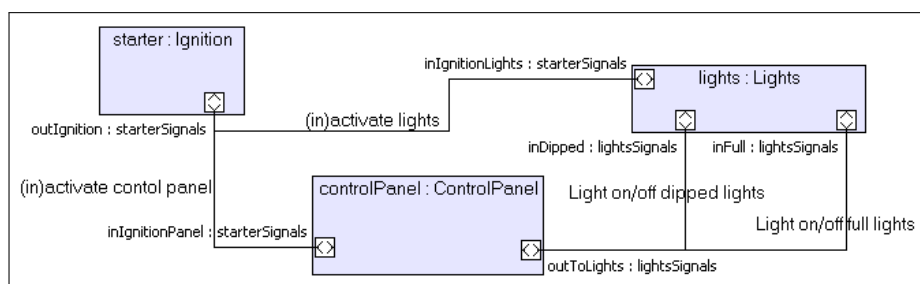 starter : Ignition
inIgnitionLights : starterSignals
lights : Lights
outIgnition : starterSignals
(in)activate lights
inDipped : lightsSignals
inFull : lightsSignals
(in)activate contol panel
controlPanel : ControlPanel
Light on/off dipped lights
Light on/off full lights
inIgnitionPanel : starterSignals
outToLights : lightsSignals